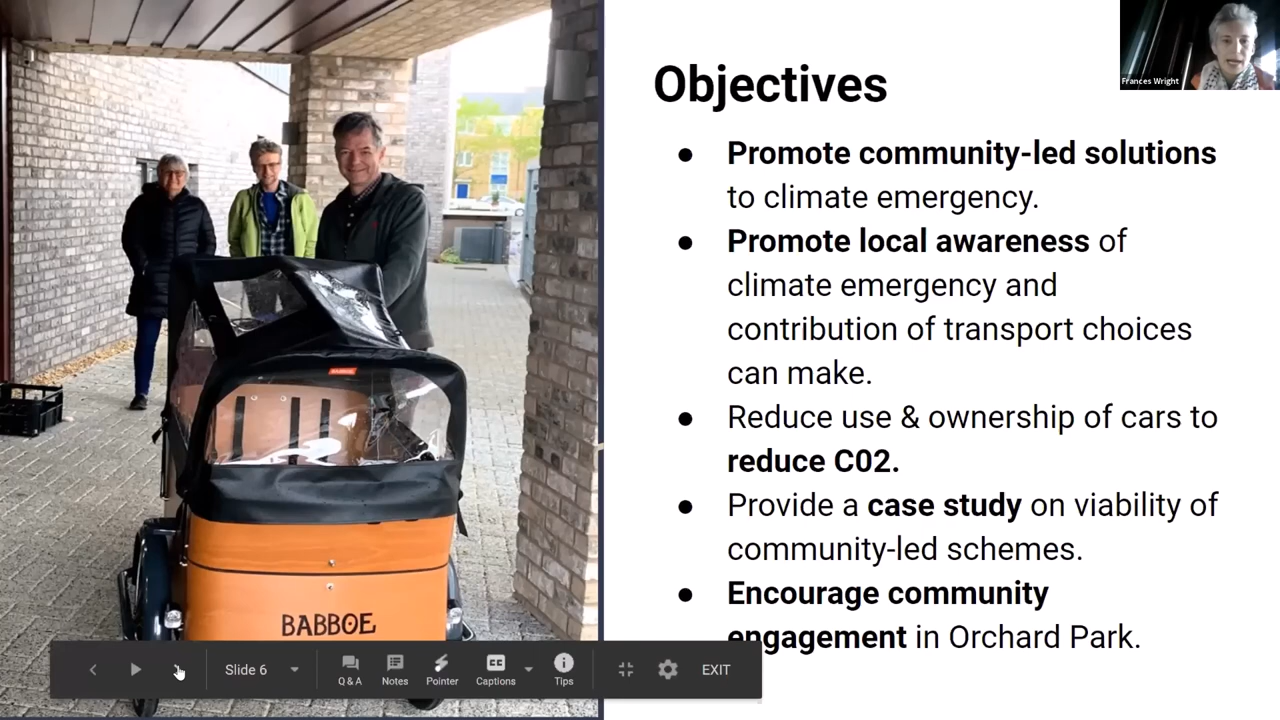 Objectives
Frances Wright
● Promote community-led solutions
to climate emergency.
● Promote local awareness of
climate emergency and
contribution of transport choices
can make.
● Reduce use & ownership of cars to
reduce C02.
● Provide a case study on viability of
community-led schemes.
● Encourage community
engagement in Orchard Park.
BABBOE
Slide 6
Q & A
Notes
Pointer
Captions
Tips
EXIT